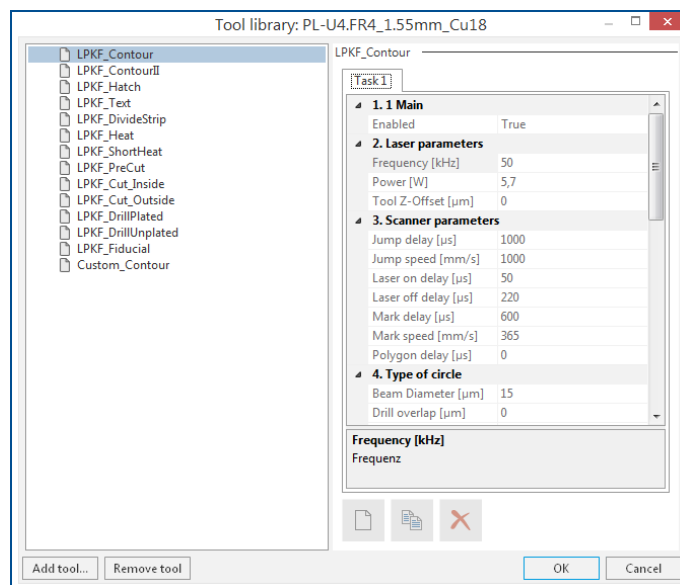 Tool library: PL-U4.FR4_1.55mm_Cu18
LPKF_Contour
LPKF_ContourII
LPKF_Hatch
LPKF_Text
LPKF_DivideStrip
LPKF_Heat
LPKF_ShortHeat
LPKF_PreCut
LPKF_Cut_Inside
LPKF_Cut_Outside
LPKF_DrillPlated
LPKF_DrillUnplated
LPKF_Fiducial
Custom_Contour
LPKF_Contour
Task1
1. 1 Main
Enabled True
2. Laser parameters
Frequency [kHz] 50
Power [W] 5,7
Tool Z-Offset [µm] 0
3. Scanner parameters
Jump delay [µs] 1000
Jump speed [mm/s] 1000
Laser on delay [µs] 50
Laser off delay [µs] 220
Mark delay [µs] 600
Mark speed [mm/s] 365
Polygon delay [µs] 0
4. Type of circle
Beam Diameter [µm] 15
Drill overlap [µm] 0
Frequency [kHz]
Frequenz
Add tool... Remove tool OK Cancel